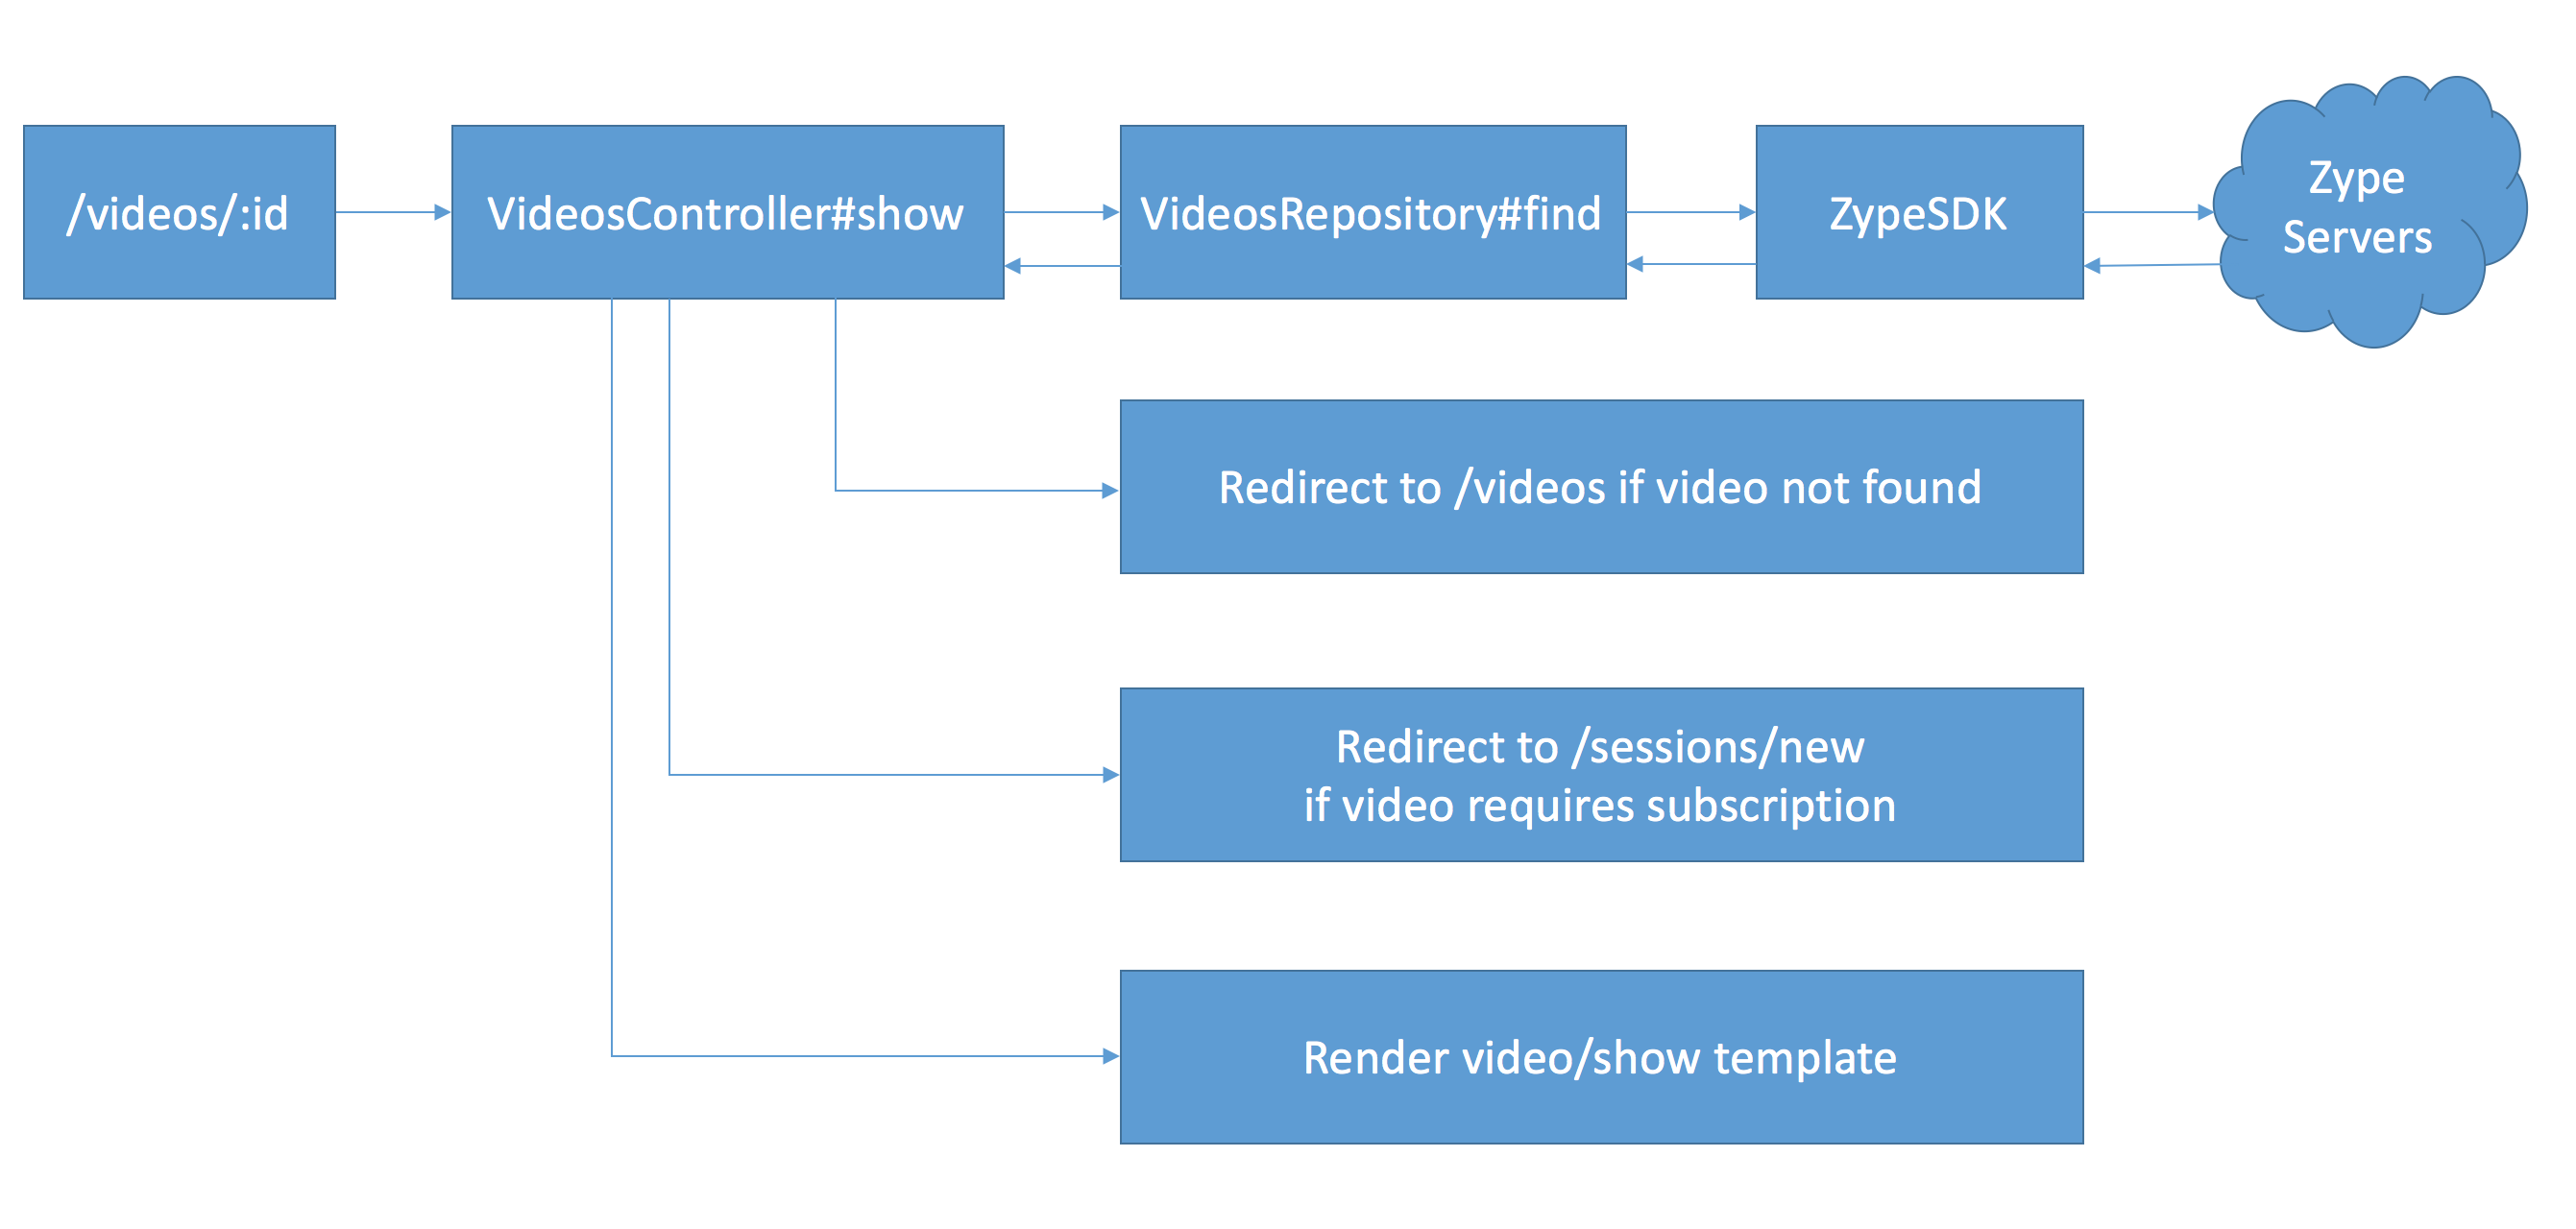 /videos/:id
VideosController#show
VideosRepository#find
ZypeSDK
Zype
Servers
Redirect to /videos if video not found
Redirect to /sessions/new
if video requires subscription
Render video/show template